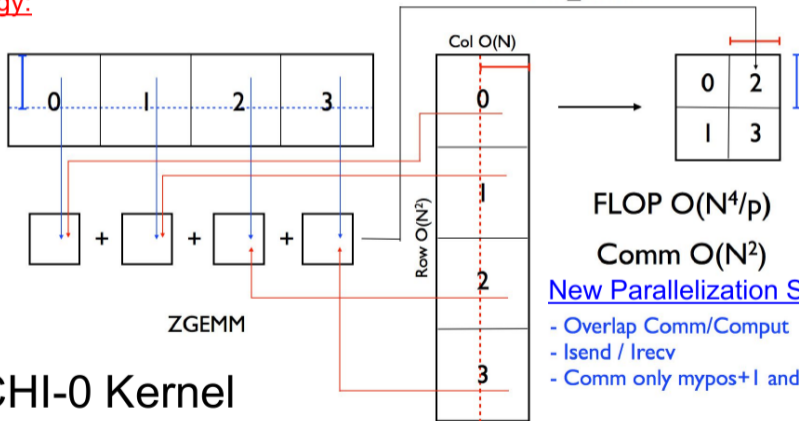 gy:
Col O(N)
0 1 2 3
0
1
2
3
Row O(N²)
0 2
1 3
+ + +
ZGEMM
FLOP O(N⁴/p)
Comm O(N²)
New Parallelization S
- Overlap Comm/Comput
- Isend / Irecv
- Comm only mypos+1 and
CHI-0 Kernel